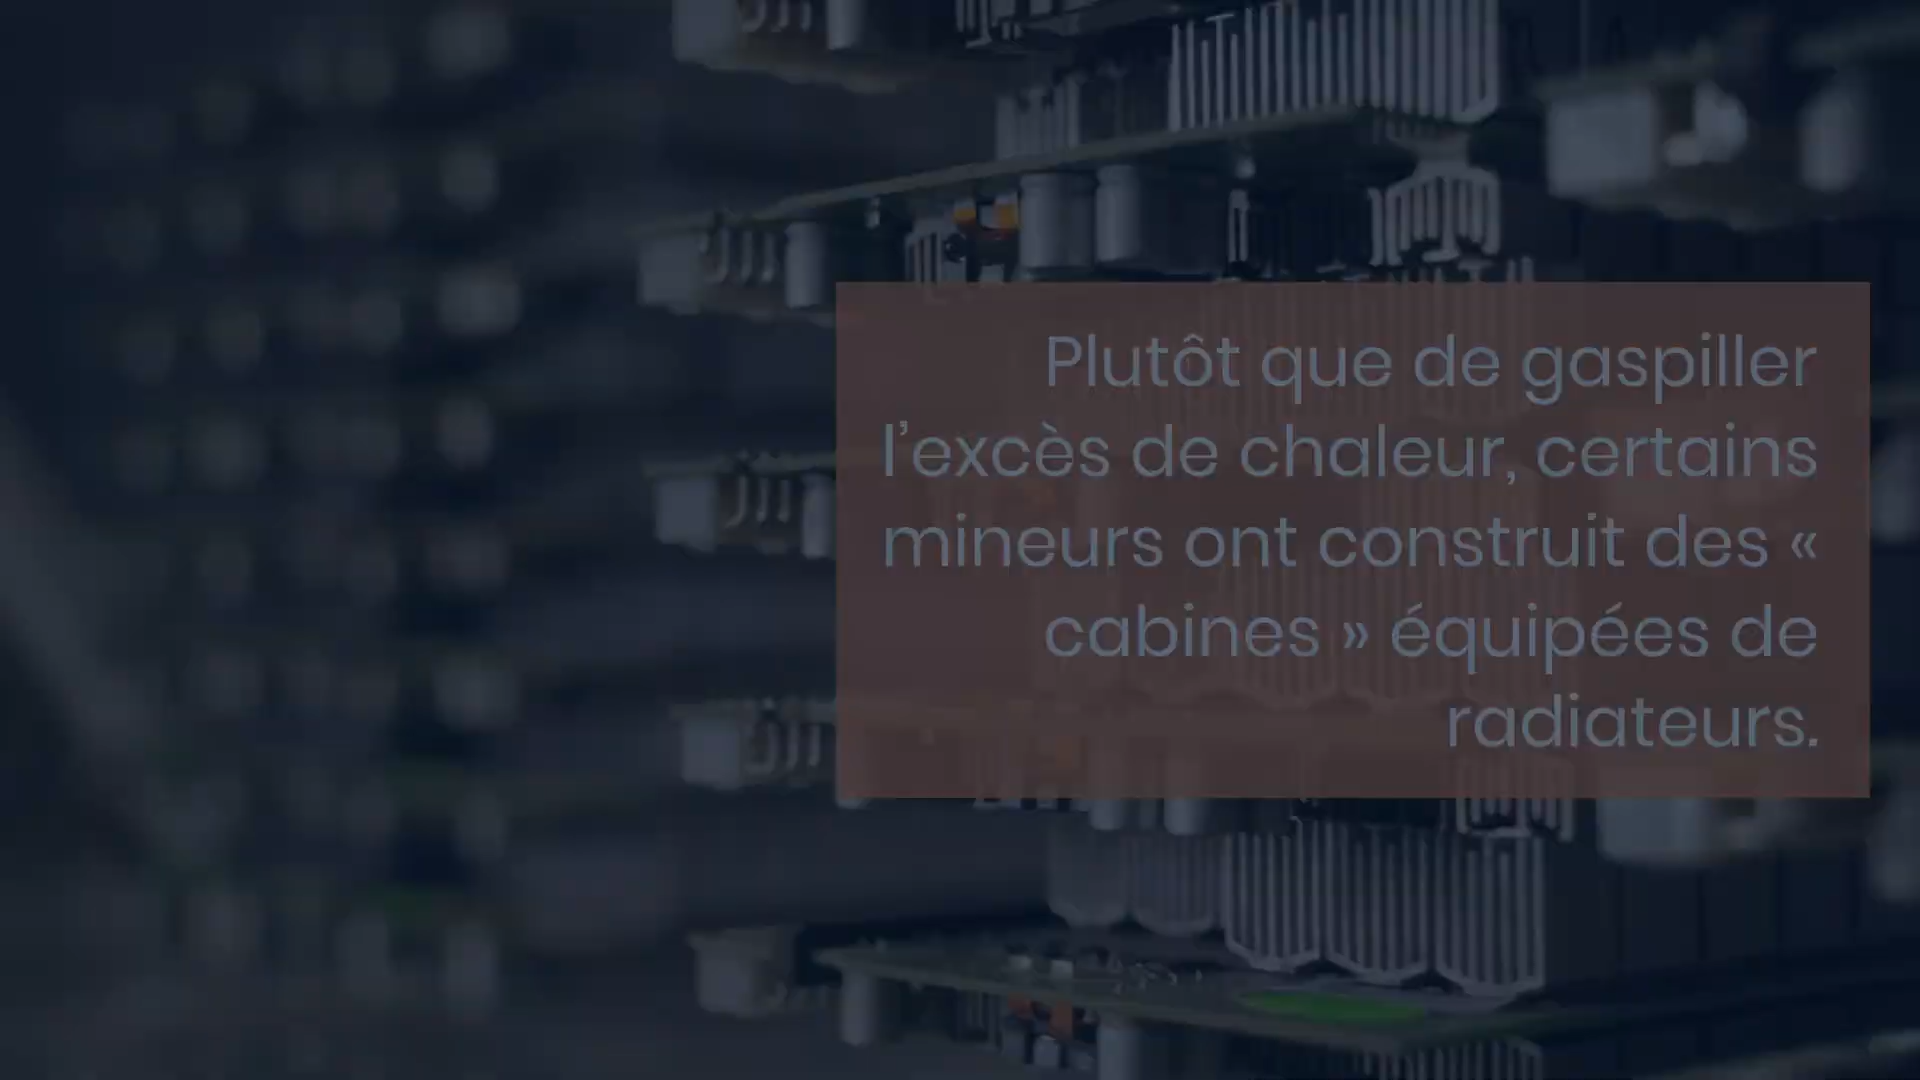 Plutôt que de gaspiller
l’excès de chaleur, certains
mineurs ont construit des «
cabines » équipées de
radiateurs.